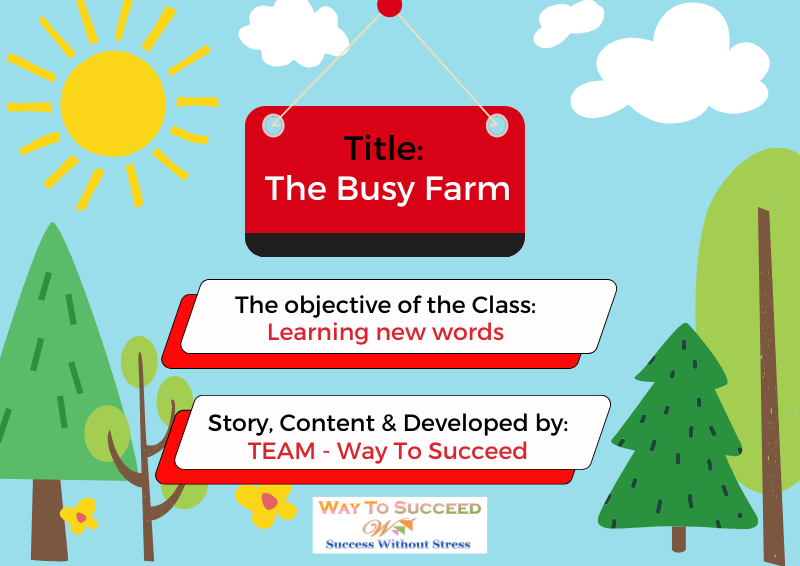 Title:
The Busy Farm
The objective of the Class:
Learning new words
Story, Content & Developed by:
TEAM - Way To Succeed
WAY TO SUCCEED
W
Success Without Stress